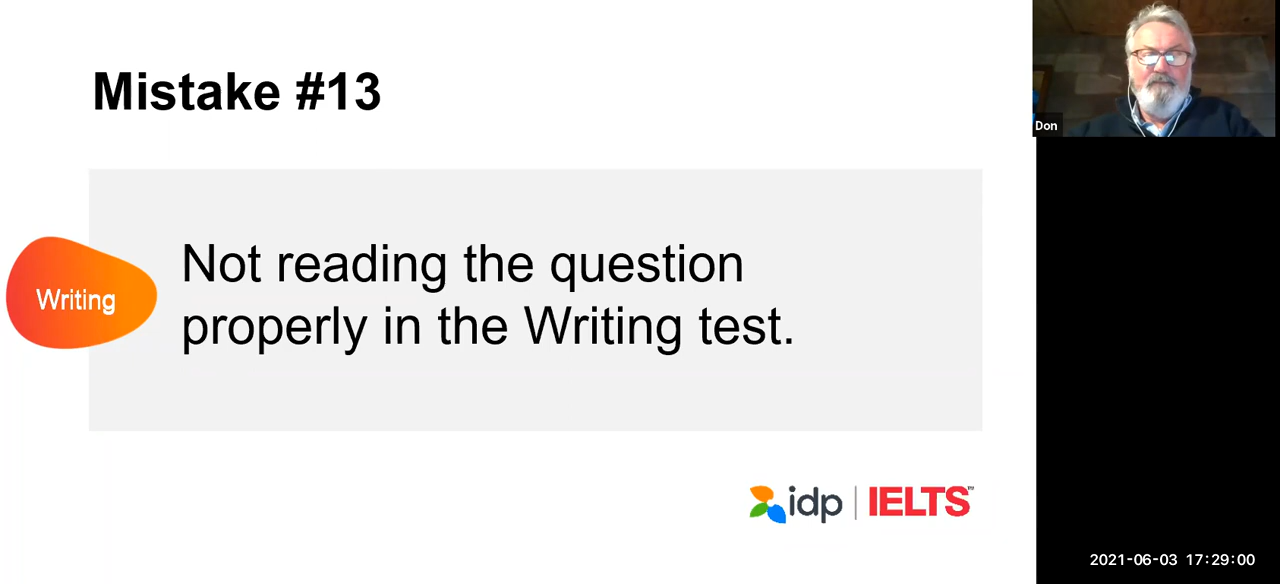 Mistake #13
Not reading the question
properly in the Writing test.
Writing
idp | IELTS™
Don
2021-06-03 17:29:00